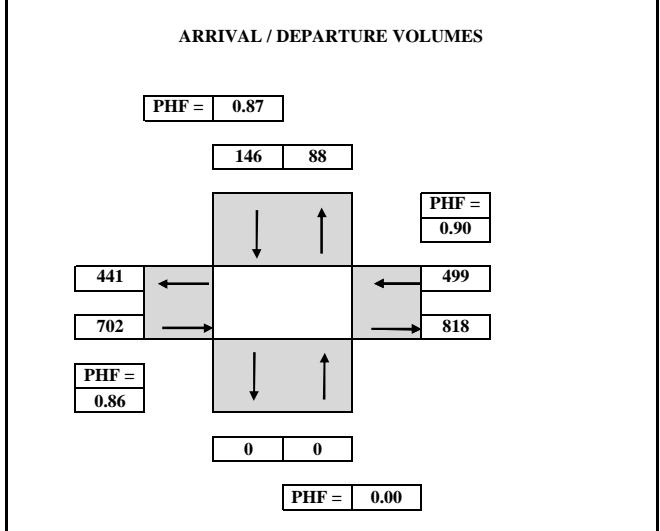 ARRIVAL / DEPARTURE VOLUMES
PHF = 0.87
146 88
PHF =
0.90
441 499
702 818
PHF =
0.86
0 0
PHF = 0.00